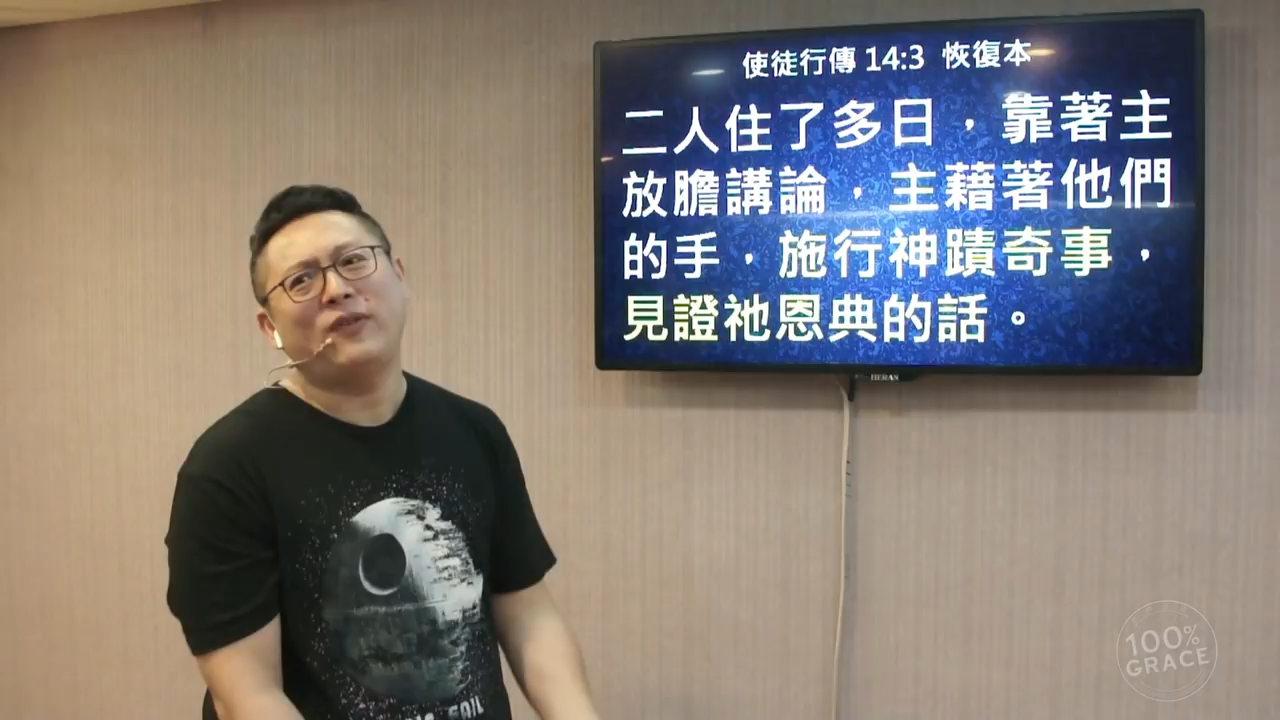 使徒行傳 14:3 恢復本
二人住了多日，靠著主
放膽講論，主藉著他們
的手，施行神蹟奇事，
見證祂恩典的話。
HERAN
100%
GRACE